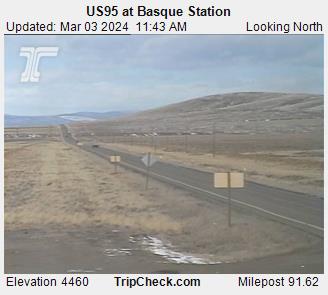 US95 at Basque Station
Updated: Mar 03 2024 11:43 AM Looking North
Elevation 4460 TripCheck.com Milepost 91.62